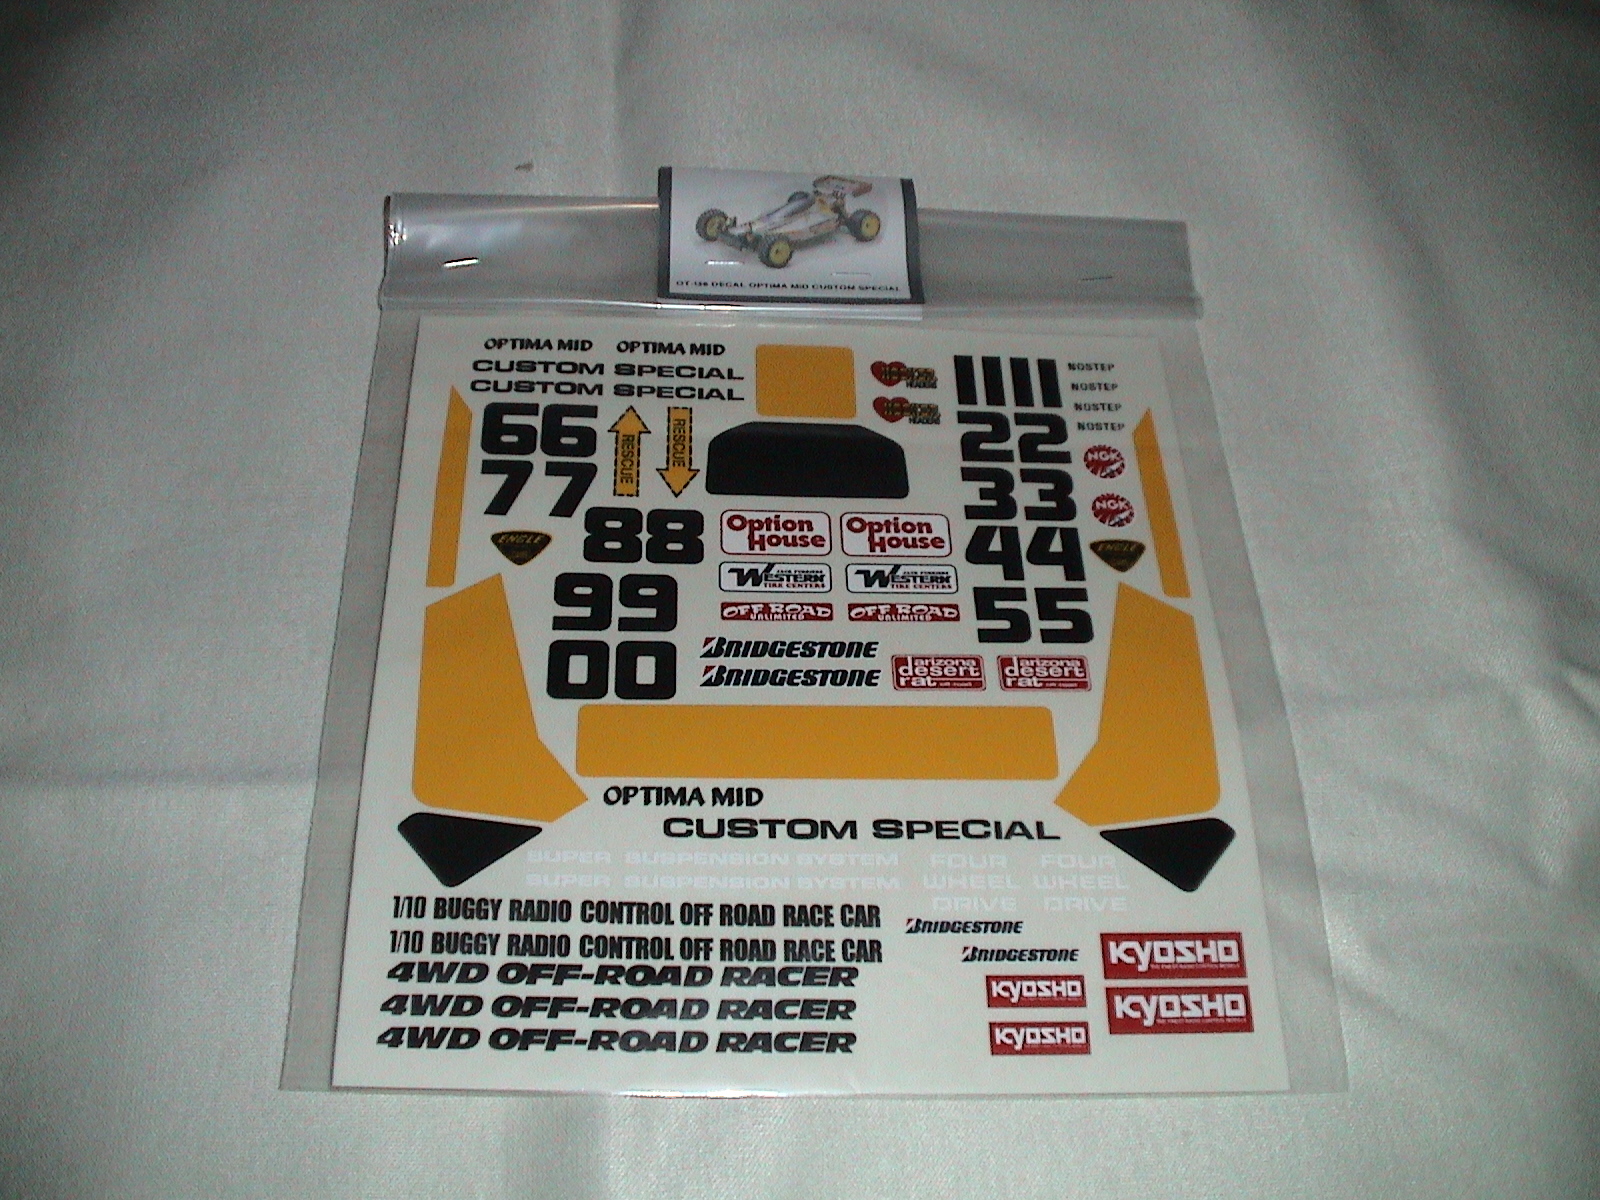 DECAL OPTIMA MID CUSTOM SPECIAL
OPTIMA MID OPTIMA MID
CUSTOM SPECIAL
CUSTOM SPECIAL
HEADERS
HEADERS
1111
NOSTEP
NOSTEP
NOSTEP
NOSTEP
66
77
RESCUE
RESCUE
22
33
NGK
NGK
ENGLE
88
Option House
Option House
44
ENGLE
WESTERN
TIRE CENTERS
WESTERN
TIRE CENTERS
99
OFF ROAD
UNLIMITED
OFF ROAD
UNLIMITED
55
00
BRIDGESTONE
BRIDGESTONE
arizona
desert
rat
arizona
desert
rat
OPTIMA MID
CUSTOM SPECIAL
SUPER SUSPENSION SYSTEM
SUPER SUSPENSION SYSTEM
FOUR
WHEEL
DRIVE
FOUR
WHEEL
DRIVE
1/10 BUGGY RADIO CONTROL OFF ROAD RACE CAR
1/10 BUGGY RADIO CONTROL OFF ROAD RACE CAR
BRIDGESTONE
BRIDGESTONE
4WD OFF-ROAD RACER
4WD OFF-ROAD RACER
4WD OFF-ROAD RACER
KYOSHO
KYOSHO
KYOSHO
KYOSHO